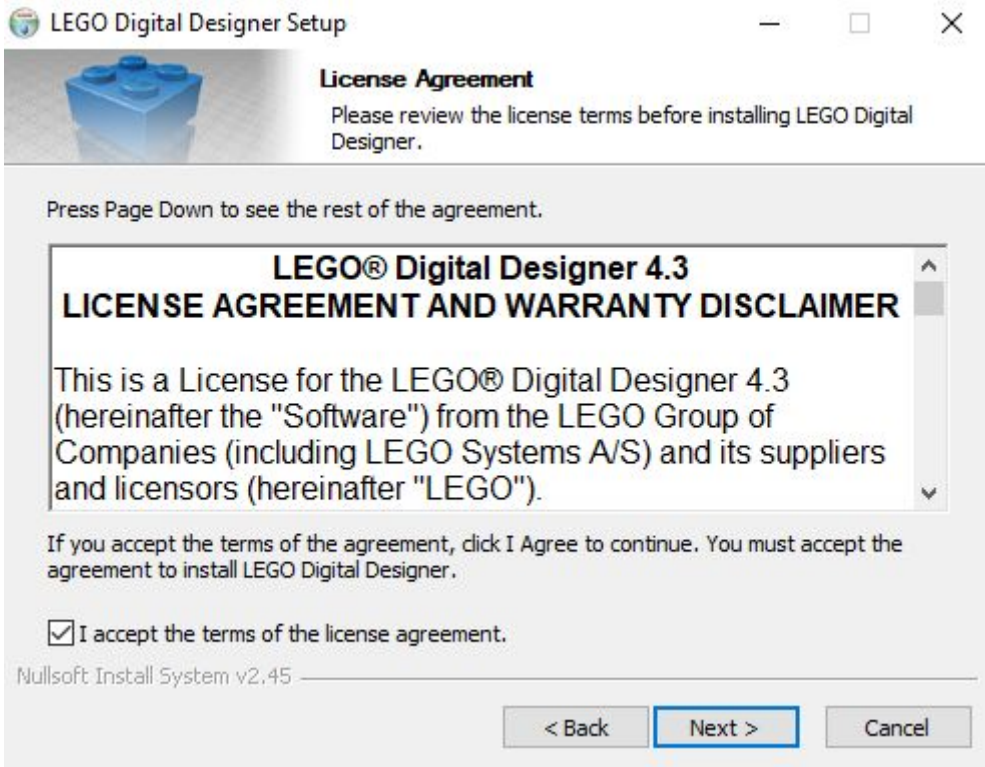 LEGO Digital Designer Setup
License Agreement
Please review the license terms before installing LEGO Digital
Designer.
Press Page Down to see the rest of the agreement.
LEGO® Digital Designer 4.3
LICENSE AGREEMENT AND WARRANTY DISCLAIMER
This is a License for the LEGO® Digital Designer 4.3
(hereinafter the "Software") from the LEGO Group of
Companies (including LEGO Systems A/S) and its suppliers
and licensors (hereinafter "LEGO").
If you accept the terms of the agreement, click I Agree to continue. You must accept the
agreement to install LEGO Digital Designer.
I accept the terms of the license agreement.
Nullsoft Install System v2.45
< Back Next > Cancel